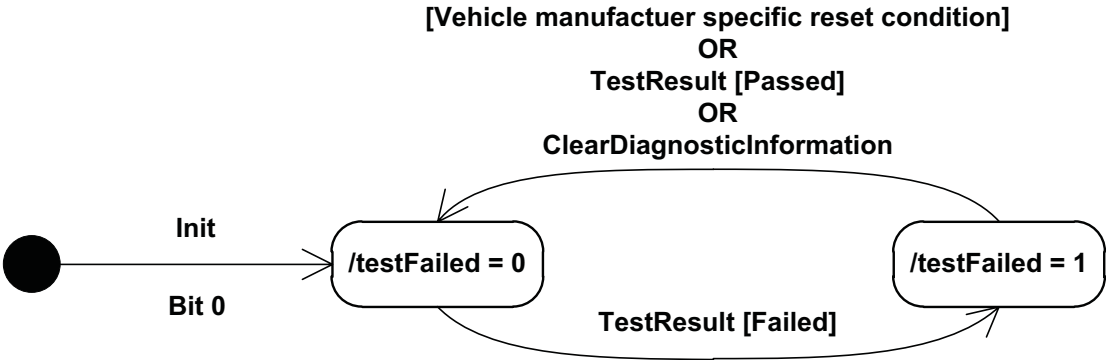 [Vehicle manufactuer specific reset condition]
OR
TestResult [Passed]
OR
ClearDiagnosticInformation
Init
/testFailed = 0
/testFailed = 1
Bit 0
TestResult [Failed]